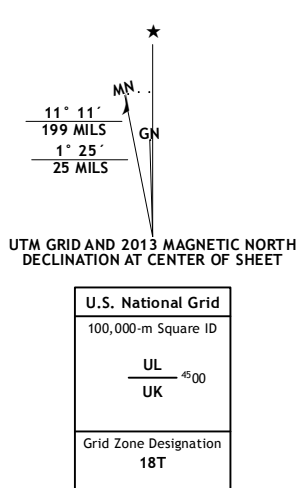 ★
MN
11° 11´
199 MILS
GN
1° 25´
25 MILS
UTM GRID AND 2013 MAGNETIC NORTH
DECLINATION AT CENTER OF SHEET
U.S. National Grid
100,000-m Square ID
UL
4500
UK
Grid Zone Designation
18T